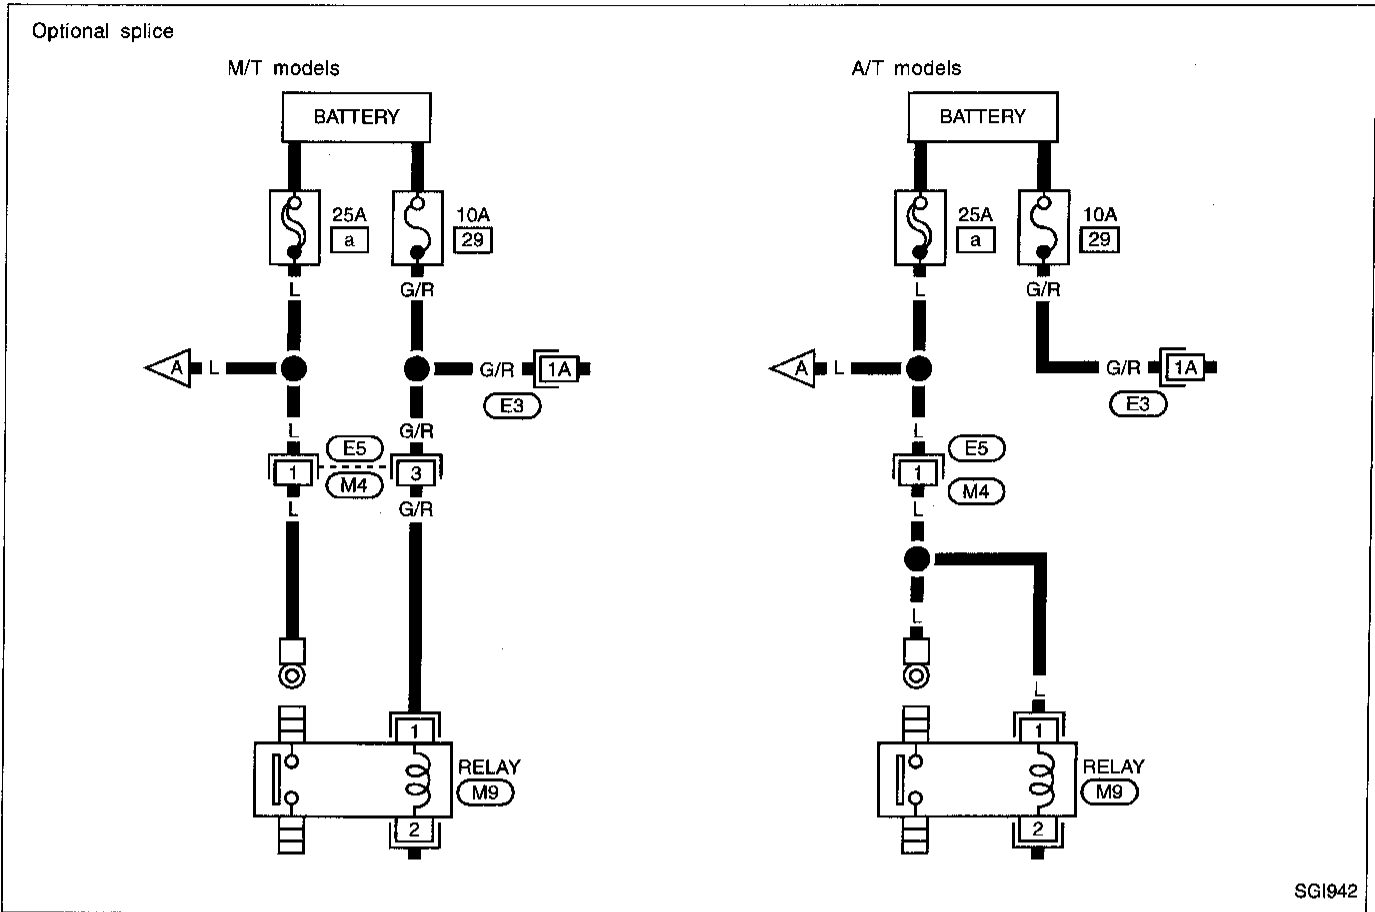 Optional splice
M/T models
A/T models
BATTERY
BATTERY
25A
a
10A
29
25A
a
10A
29
L
G/R
L
G/R
A
L
G/R
1A
A
L
G/R
1A
E3
E3
L
G/R
L
E5
E5
1
3
1
M4
M4
L
G/R
L
L
L
1
1
RELAY
RELAY
M9
M9
2
2
SGI942